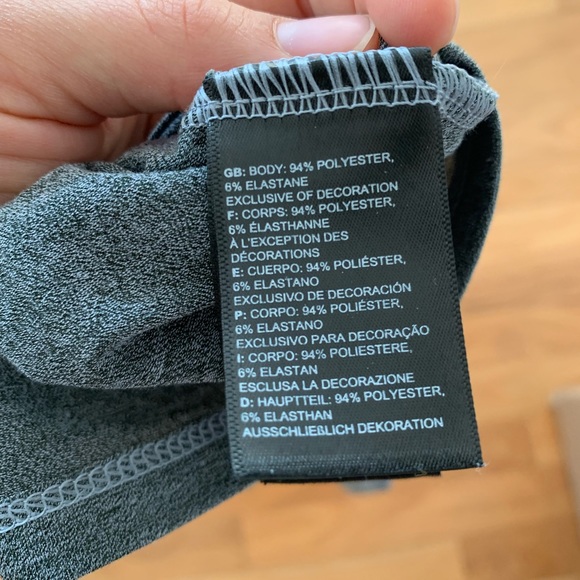 GB: BODY: 94% POLYESTER,
6% ELASTANE
EXCLUSIVE OF DECORATION
F: CORPS: 94% POLYESTER,
6% ÉLASTHANNE
À L'EXCEPTION DES
DÉCORATIONS
E: CUERPO: 94% POLIÉSTER,
6% ELASTANO
EXCLUSIVO DE DECORACIÓN
P: CORPO: 94% POLIÉSTER,
6% ELASTANO
EXCLUSIVO PARA DECORAÇÃO
I: CORPO: 94% POLIESTERE,
6% ELASTAN
ESCLUSA LA DECORAZIONE
D: HAUPTTEIL: 94% POLYESTER,
6% ELASTHAN
AUSSCHLIEßLICH DEKORATION